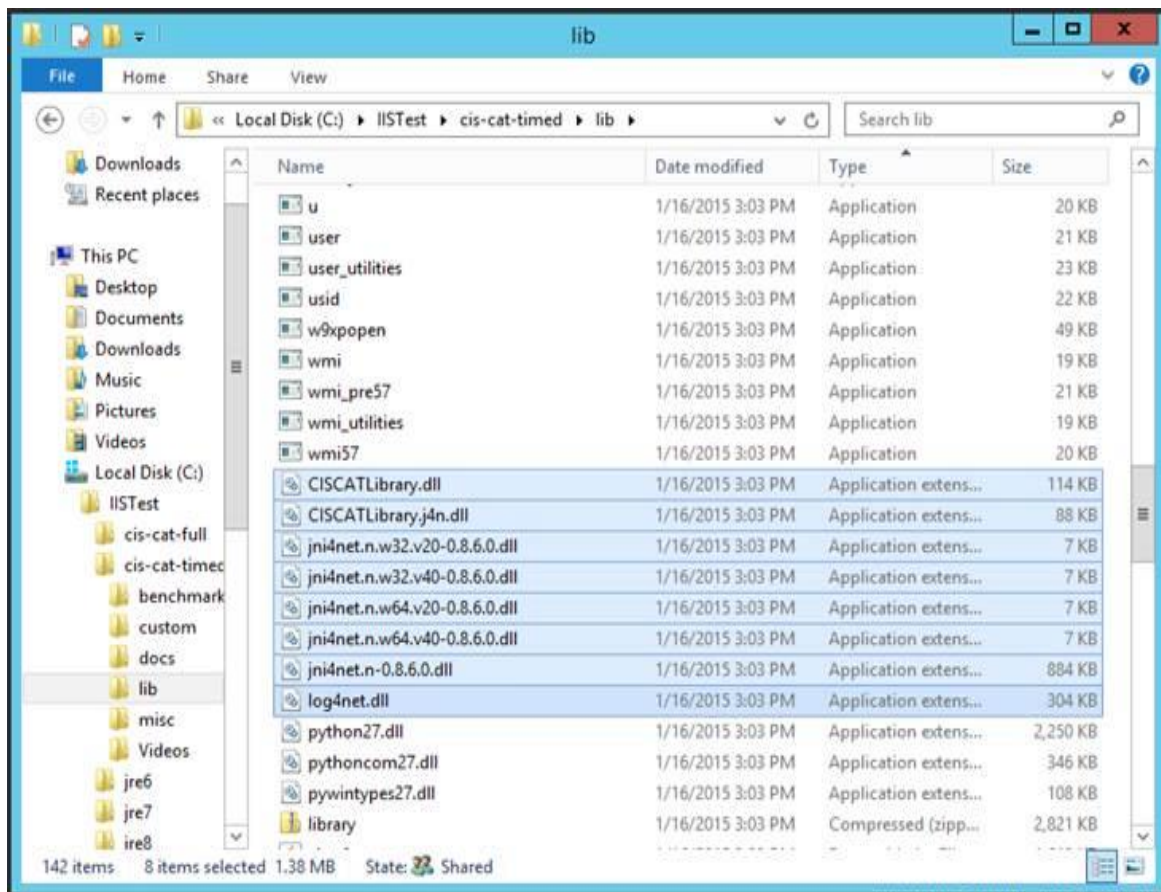 lib
File Home Share View
« Local Disk (C:) ▸ IISTest ▸ cis-cat-timed ▸ lib ▸
Search lib
Downloads
Recent places
This PC
Desktop
Documents
Downloads
Music
Pictures
Videos
Local Disk (C:)
IISTest
cis-cat-full
cis-cat-timed
benchmark
custom
docs
lib
misc
Videos
jre6
jre7
jre8
Name Date modified Type Size
u 1/16/2015 3:03 PM Application 20 KB
user 1/16/2015 3:03 PM Application 21 KB
user_utilities 1/16/2015 3:03 PM Application 23 KB
usid 1/16/2015 3:03 PM Application 22 KB
w9xpopen 1/16/2015 3:03 PM Application 49 KB
wmi 1/16/2015 3:03 PM Application 19 KB
wmi_pre57 1/16/2015 3:03 PM Application 21 KB
wmi_utilities 1/16/2015 3:03 PM Application 19 KB
wmi57 1/16/2015 3:03 PM Application 20 KB
CISCATLibrary.dll 1/16/2015 3:03 PM Application extens... 114 KB
CISCATLibrary.j4n.dll 1/16/2015 3:03 PM Application extens... 88 KB
jni4net.n.w32.v20-0.8.6.0.dll 1/16/2015 3:03 PM Application extens... 7 KB
jni4net.n.w32.v40-0.8.6.0.dll 1/16/2015 3:03 PM Application extens... 7 KB
jni4net.n.w64.v20-0.8.6.0.dll 1/16/2015 3:03 PM Application extens... 7 KB
jni4net.n.w64.v40-0.8.6.0.dll 1/16/2015 3:03 PM Application extens... 7 KB
jni4net.n-0.8.6.0.dll 1/16/2015 3:03 PM Application extens... 884 KB
log4net.dll 1/16/2015 3:03 PM Application extens... 304 KB
python27.dll 1/16/2015 3:03 PM Application extens... 2,250 KB
pythoncom27.dll 1/16/2015 3:03 PM Application extens... 346 KB
pywintypes27.dll 1/16/2015 3:03 PM Application extens... 108 KB
library 1/16/2015 3:03 PM Compressed (zipp... 2,821 KB
142 items 8 items selected 1.38 MB State: Shared